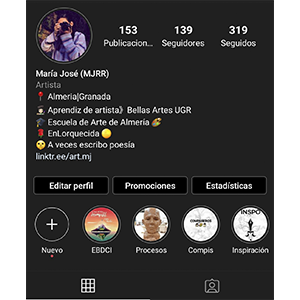 153 139 319
Publicacion... Seguidores Seguidos
María José (MJRR)
Artista
📍 Almeria|Granada
👩🏻‍🎨 Aprendiz de artista》Bellas Artes UGR
🎓 Escuela de Arte de Almería
EnLorquecida 🌕
A veces escribo poesía
linktr.ee/art.mj
Editar perfil Promociones Estadísticas
INSPO
Nuevo EBDCI Procesos Compis Inspiración